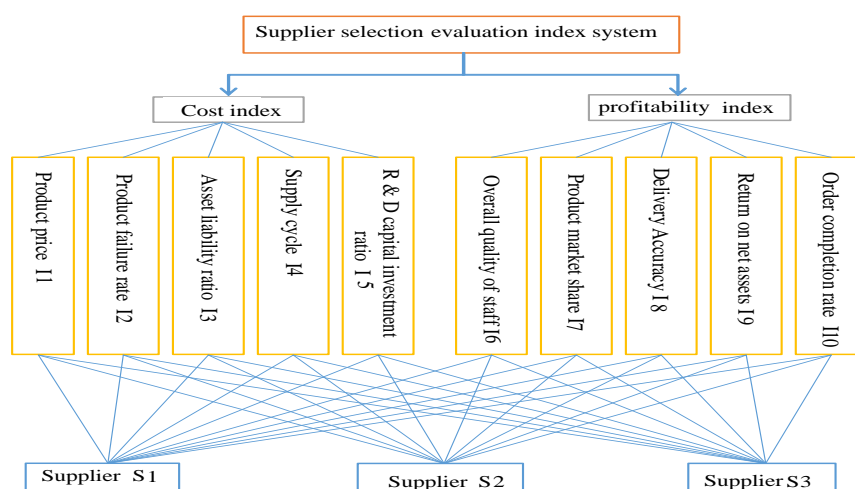 Supplier selection evaluation index system
Cost index
profitability index
Product price I1
Product failure rate I2
Asset liability ratio I3
Supply cycle I4
R & D capital investment
ratio I 5
Overall quality of staff I6
Product market share I7
Delivery Accuracy I8
Return on net assets I9
Order completion rate I10
Supplier S1
Supplier S2
Supplier S3